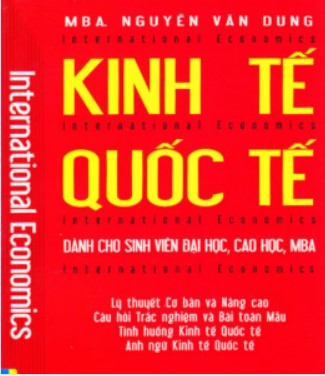 MBA. NGUYỄN VĂN DUNG
International Economics
KINH TẾ
International Economics
QUỐC TẾ
International Economics
DÀNH CHO SINH VIÊN ĐẠI HỌC, CAO HỌC, MBA
International Economics
Lý thuyết Cơ bản và Nâng cao
Câu hỏi Trắc nghiệm và Bài toán Mẫu
Tình huống Kinh tế Quốc tế
Anh ngữ Kinh tế Quốc tế
International Economics